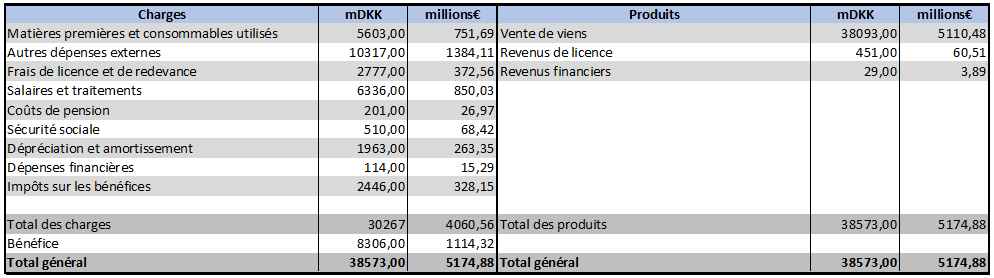 Charges mDKK millions€ Produits mDKK millions€
Matières premières et consommables utilisés 5603,00 751,69 Vente de viens 38093,00 5110,48
Autres dépenses externes 10317,00 1384,11 Revenus de licence 451,00 60,51
Frais de licence et de redevance 2777,00 372,56 Revenus financiers 29,00 3,89
Salaires et traitements 6336,00 850,03
Coûts de pension 201,00 26,97
Sécurité sociale 510,00 68,42
Dépréciation et amortissement 1963,00 263,35
Dépenses financières 114,00 15,29
Impôts sur les bénéfices 2446,00 328,15
Total des charges 30267 4060,56 Total des produits 38573,00 5174,88
Bénéfice 8306,00 1114,32
Total général 38573,00 5174,88 Total général 38573,00 5174,88